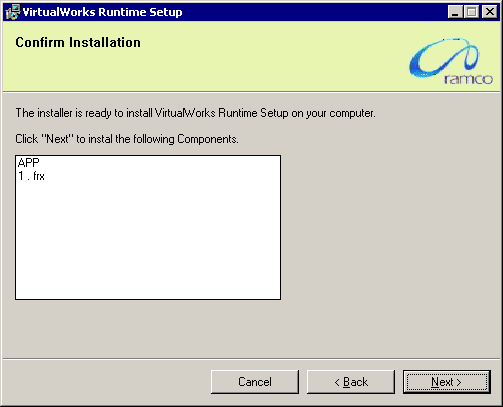 VirtualWorks Runtime Setup
Confirm Installation
ramco
The installer is ready to install VirtualWorks Runtime Setup on your computer.
Click "Next" to instal the following Components.
APP
1 . frx
Cancel
< Back
Next >